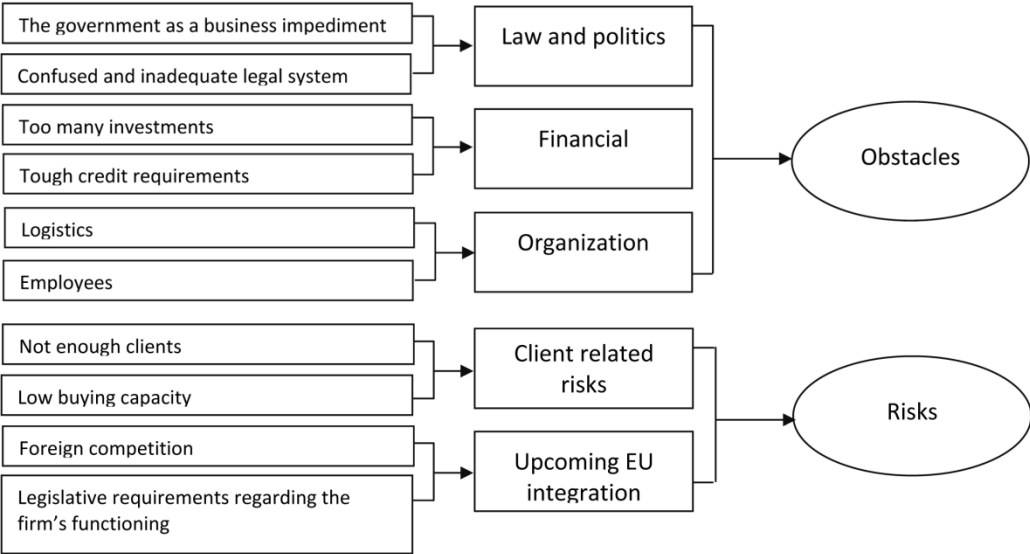 The government as a business impediment
Confused and inadequate legal system
Law and politics
Too many investments
Tough credit requirements
Financial
Logistics
Employees
Organization
Obstacles
Not enough clients
Low buying capacity
Client related
risks
Foreign competition
Legislative requirements regarding the
firm’s functioning
Upcoming EU
integration
Risks